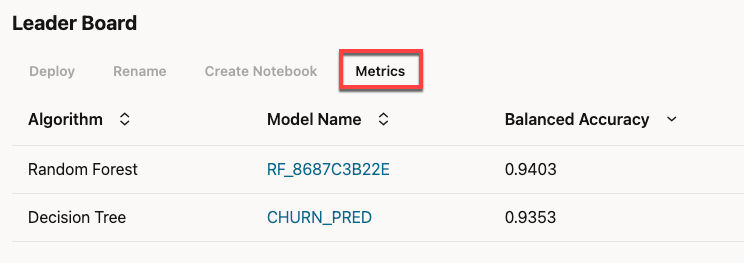 Leader Board
Deploy Rename Create Notebook Metrics
Algorithm Model Name Balanced Accuracy
Random Forest RF_8687C3B22E 0.9403
Decision Tree CHURN_PRED 0.9353